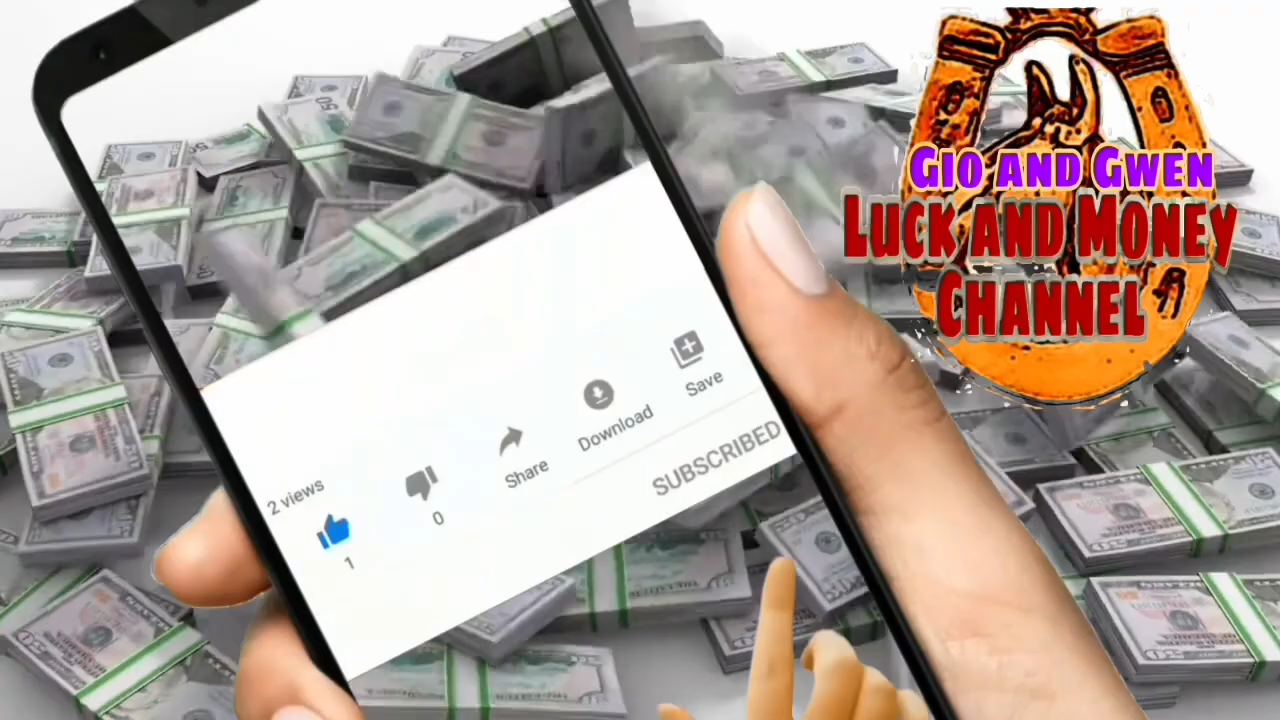 Gio and Gwen
Luck and Money
Channel
2 views
1
0
Share
Download
Save
SUBSCRIBED